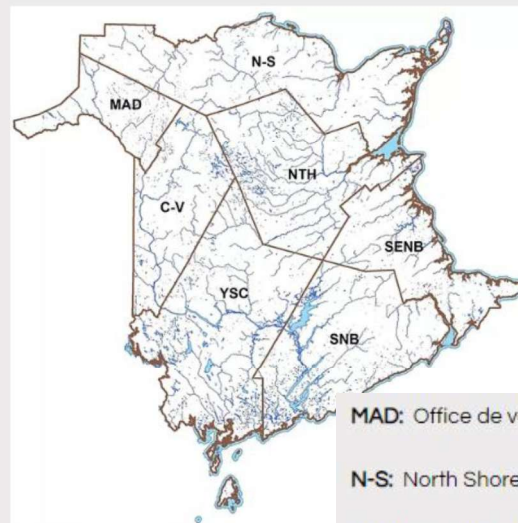 N-S
MAD
NTH
C-V
SENB
YSC
SNB
MAD: Office de v
N-S: North Shore